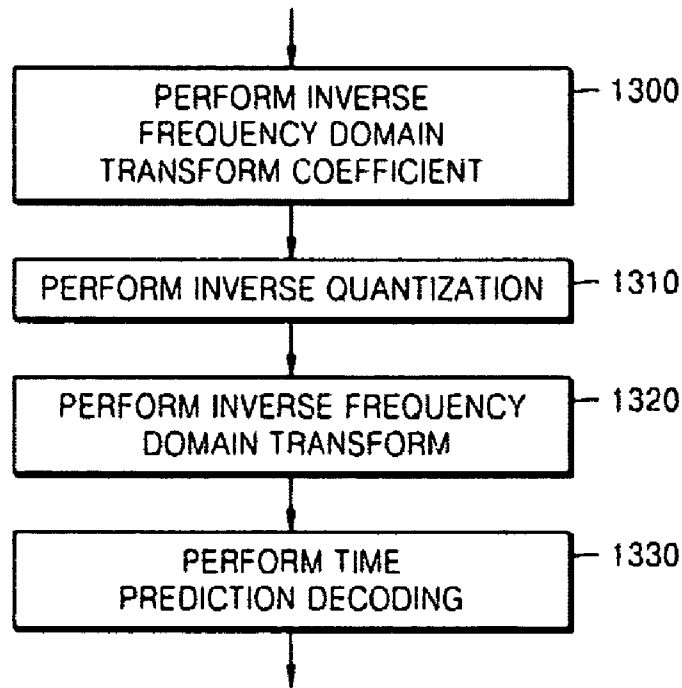 PERFORM INVERSE
FREQUENCY DOMAIN
TRANSFORM COEFFICIENT
1300
PERFORM INVERSE QUANTIZATION
1310
PERFORM INVERSE FREQUENCY
DOMAIN TRANSFORM
1320
PERFORM TIME
PREDICTION DECODING
1330